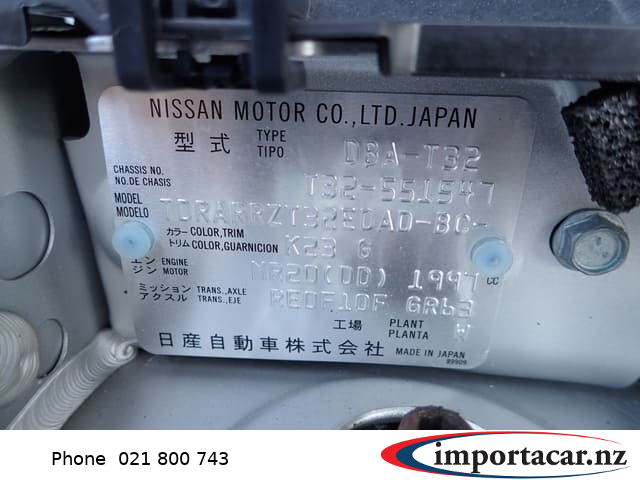 NISSAN MOTOR CO.,LTD.JAPAN
型式 TYPE TIPO DBA-T32
CHASSIS NO. NO.DE CHASIS T32-551547
MODEL MODELO TDRARRZT32EDAD-BC-
カラー COLOR,TRIM トリム COLOR,GUARNICION K23 G
エンジン ENGINE MOTOR MR20(DD) 1997 CC
ミッション TRANS.,AXLE アクスル TRANS.,EJE RE0F10F GR63
工場 PLANT PLANTA W
日産自動車株式会社 MADE IN JAPAN
89909
Phone 021 800 743
importacar.nz